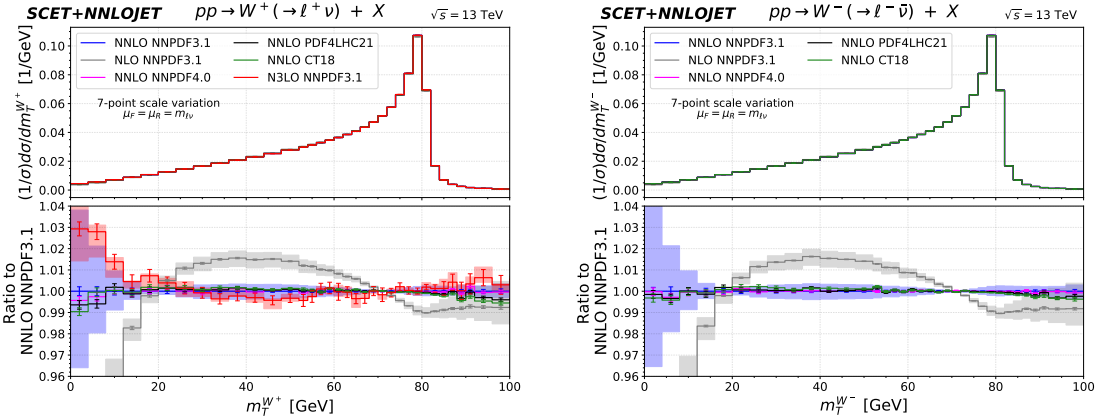 SCET+NNLOJET pp → W⁺(→ ℓ⁺ ν) + X √s = 13 TeV
NNLO NNPDF3.1
NLO NNPDF3.1
NNLO NNPDF4.0
NNLO PDF4LHC21
NNLO CT18
N3LO NNPDF3.1
7-point scale variation
μ_F = μ_R = m_ℓν
(1/σ)dσ/dm_T^{W⁺} [1/GeV]
0.10
0.08
0.06
0.04
0.02
0.00
Ratio to
NNLO NNPDF3.1
1.04
1.03
1.02
1.01
1.00
0.99
0.98
0.97
0.96
0 20 40 60 80 100
m_T^{W⁺} [GeV]
SCET+NNLOJET pp → W⁻(→ ℓ⁻ ν̄) + X √s = 13 TeV
NNLO NNPDF3.1
NLO NNPDF3.1
NNLO NNPDF4.0
NNLO PDF4LHC21
NNLO CT18
7-point scale variation
μ_F = μ_R = m_ℓν
(1/σ)dσ/dm_T^{W⁻} [1/GeV]
0.10
0.08
0.06
0.04
0.02
0.00
Ratio to
NNLO NNPDF3.1
1.04
1.03
1.02
1.01
1.00
0.99
0.98
0.97
0.96
0 20 40 60 80 100
m_T^{W⁻} [GeV]